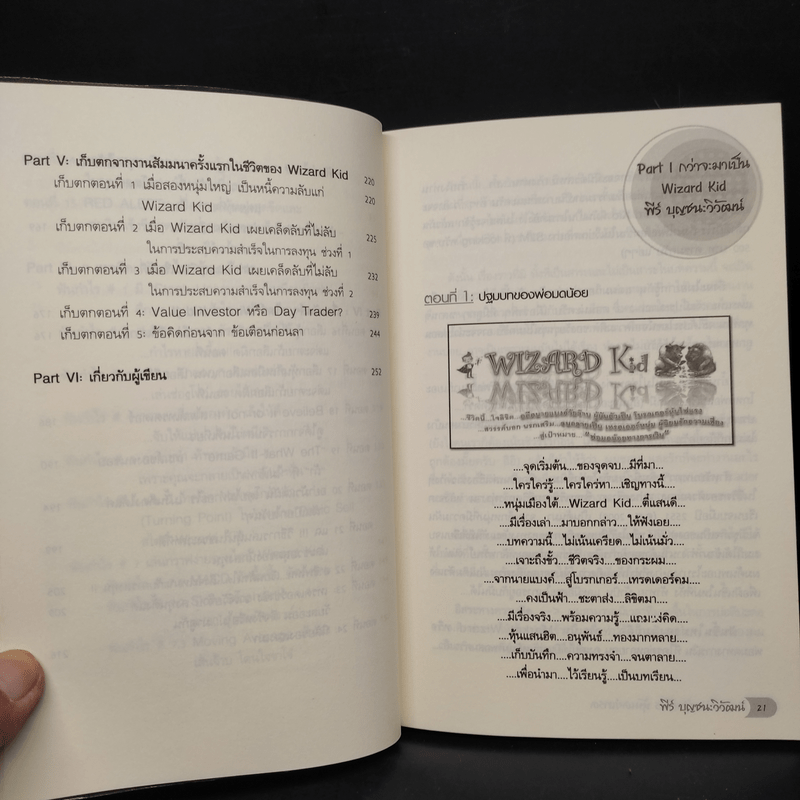 Part V: เก็บตกจากงานสัมมนาครั้งแรกในชีวิตของ Wizard Kid 220
เก็บตกตอนที่ 1 เมื่อสองหนุ่มใหญ่ เป็นหนี้ความลับแก่ 220
Wizard Kid
เก็บตกตอนที่ 2 เมื่อ Wizard Kid เผยเคล็ดลับที่ไม่ลับ 225
ในการประสบความสำเร็จในการลงทุน ช่วงที่ 1
เก็บตกตอนที่ 3 เมื่อ Wizard Kid เผยเคล็ดลับที่ไม่ลับ 232
ในการประสบความสำเร็จในการลงทุน ช่วงที่ 2
เก็บตกตอนที่ 4: Value Investor หรือ Day Trader? 239
เก็บตกตอนที่ 5: ข้อคิดก่อนจาก ข้อเตือนก่อนลา 244
Part VI: เกี่ยวกับผู้เขียน 252
Part I กว่าจะมาเป็น
Wizard Kid
พีร์ บุญชนะวิวัฒน์
ตอนที่ 1: ปฐมบทของพ่อมดน้อย
WIZARD Kid
....จุดเริ่มต้น....ของจุดจบ....มีที่มา....
....ใครใคร่รู้....ใครใคร่หา....เชิญทางนี้....
....หนุ่มเมืองใต้....Wizard Kid....ตี๋แสนดี....
....มีเรื่องเล่า....มาบอกกล่าว....ให้ฟังเอย....
....บทความนี้....ไม่เน้นเครียด....ไม่เน้นมั่ว....
....เจาะถึงขั้ว....ชีวิตจริง....ของกระผม....
....จากนายแบงค์....สู่โบรกเกอร์....เทรดเดอร์คม....
....คงเป็นฟ้า....ชะตาส่ง....ลิขิตมา....
....มีเรื่องจริง....พร้อมความรู้....แถมแง่คิด....
....หุ้นแสนฮิต....อนุพันธ์....ทองมากหลาย....
....เก็บบันทึก....ความทรงจำ....จนตาลาย....
....เพื่อนำมา....ไว้เรียนรู้....เป็นบทเรียน....
พีร์ บุญชนะวิวัฒน์ 21